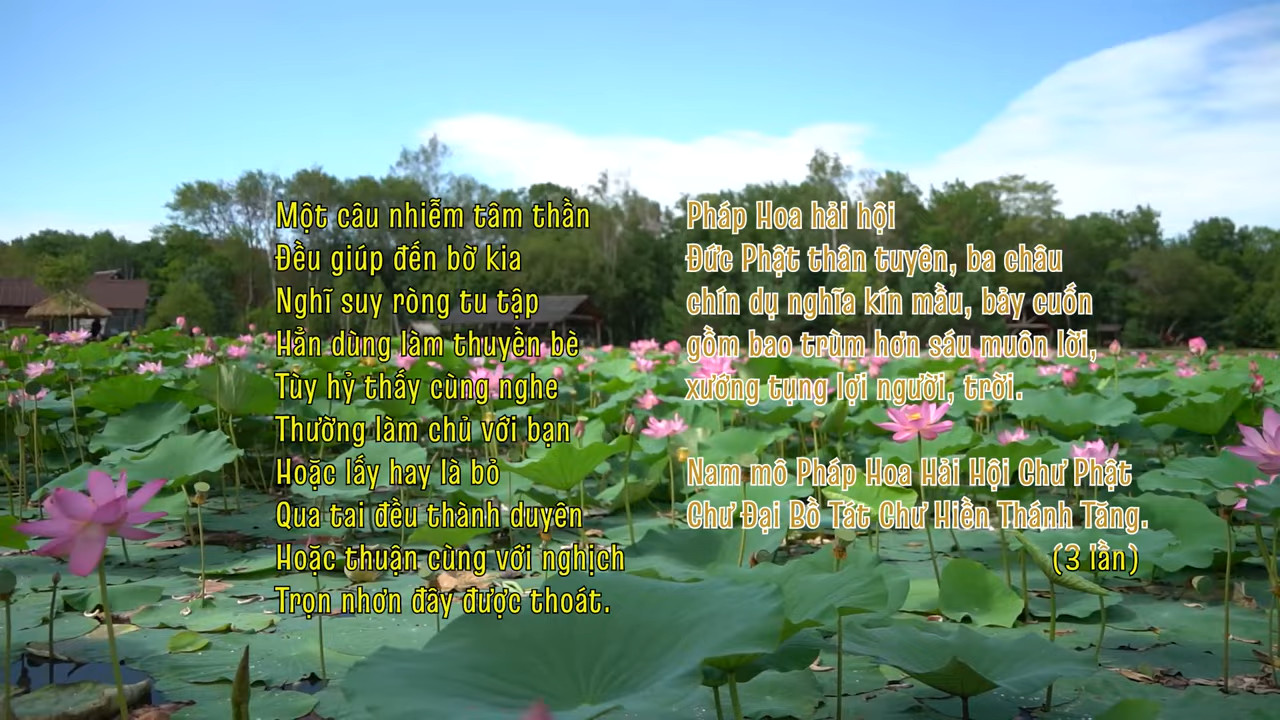 Một câu nhiễm tâm thần
Đều giúp đến bờ kia
Nghĩ suy ròng tu tập
Hẳn dùng làm thuyền bè
Tùy hỷ thấy cùng nghe
Thường làm chủ với bạn
Hoặc lấy hay là bỏ
Qua tai đều thành duyên
Hoặc thuận cùng với nghịch
Trọn nhơn đây được thoát.
Pháp Hoa hải hội
Đức Phật thân tuyên, ba châu
chín dụ nghĩa kín mầu, bảy cuốn
gồm bao trùm hơn sáu muôn lời,
xướng tụng lợi người, trời.
Nam mô Pháp Hoa Hải Hội Chư Phật
Chư Đại Bồ Tát Chư Hiền Thánh Tăng.
(3 lần)